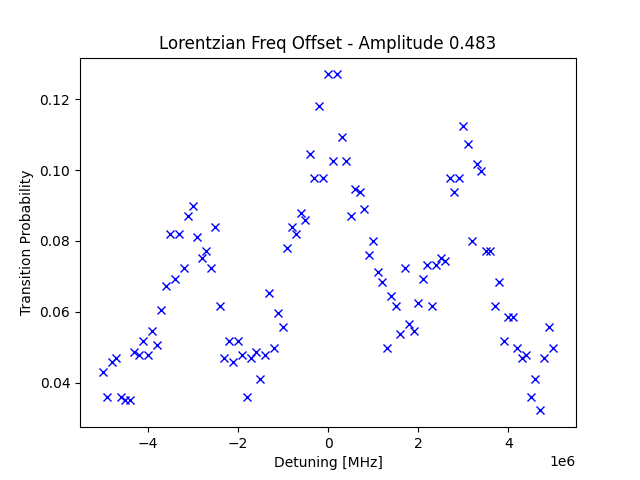 Lorentzian Freq Offset - Amplitude 0.483
Transition Probability
0.12
0.10
0.08
0.06
0.04
−4
−2
0
2
4
1e6
Detuning [MHz]